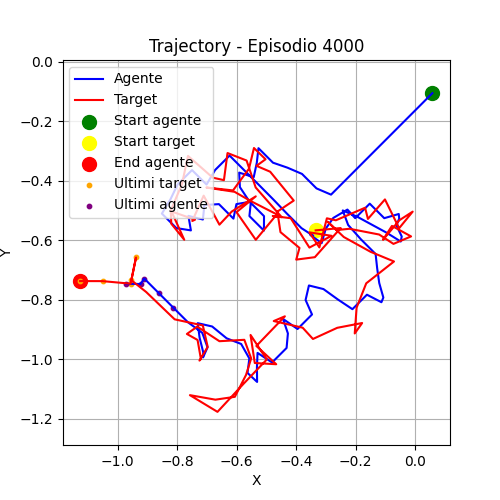 Trajectory - Episodio 4000
Agente
Target
Start agente
Start target
End agente
Ultimi target
Ultimi agente
0.0
−0.2
−0.4
−0.6
−0.8
−1.0
−1.2
Y
−1.0
−0.8
−0.6
−0.4
−0.2
0.0
X